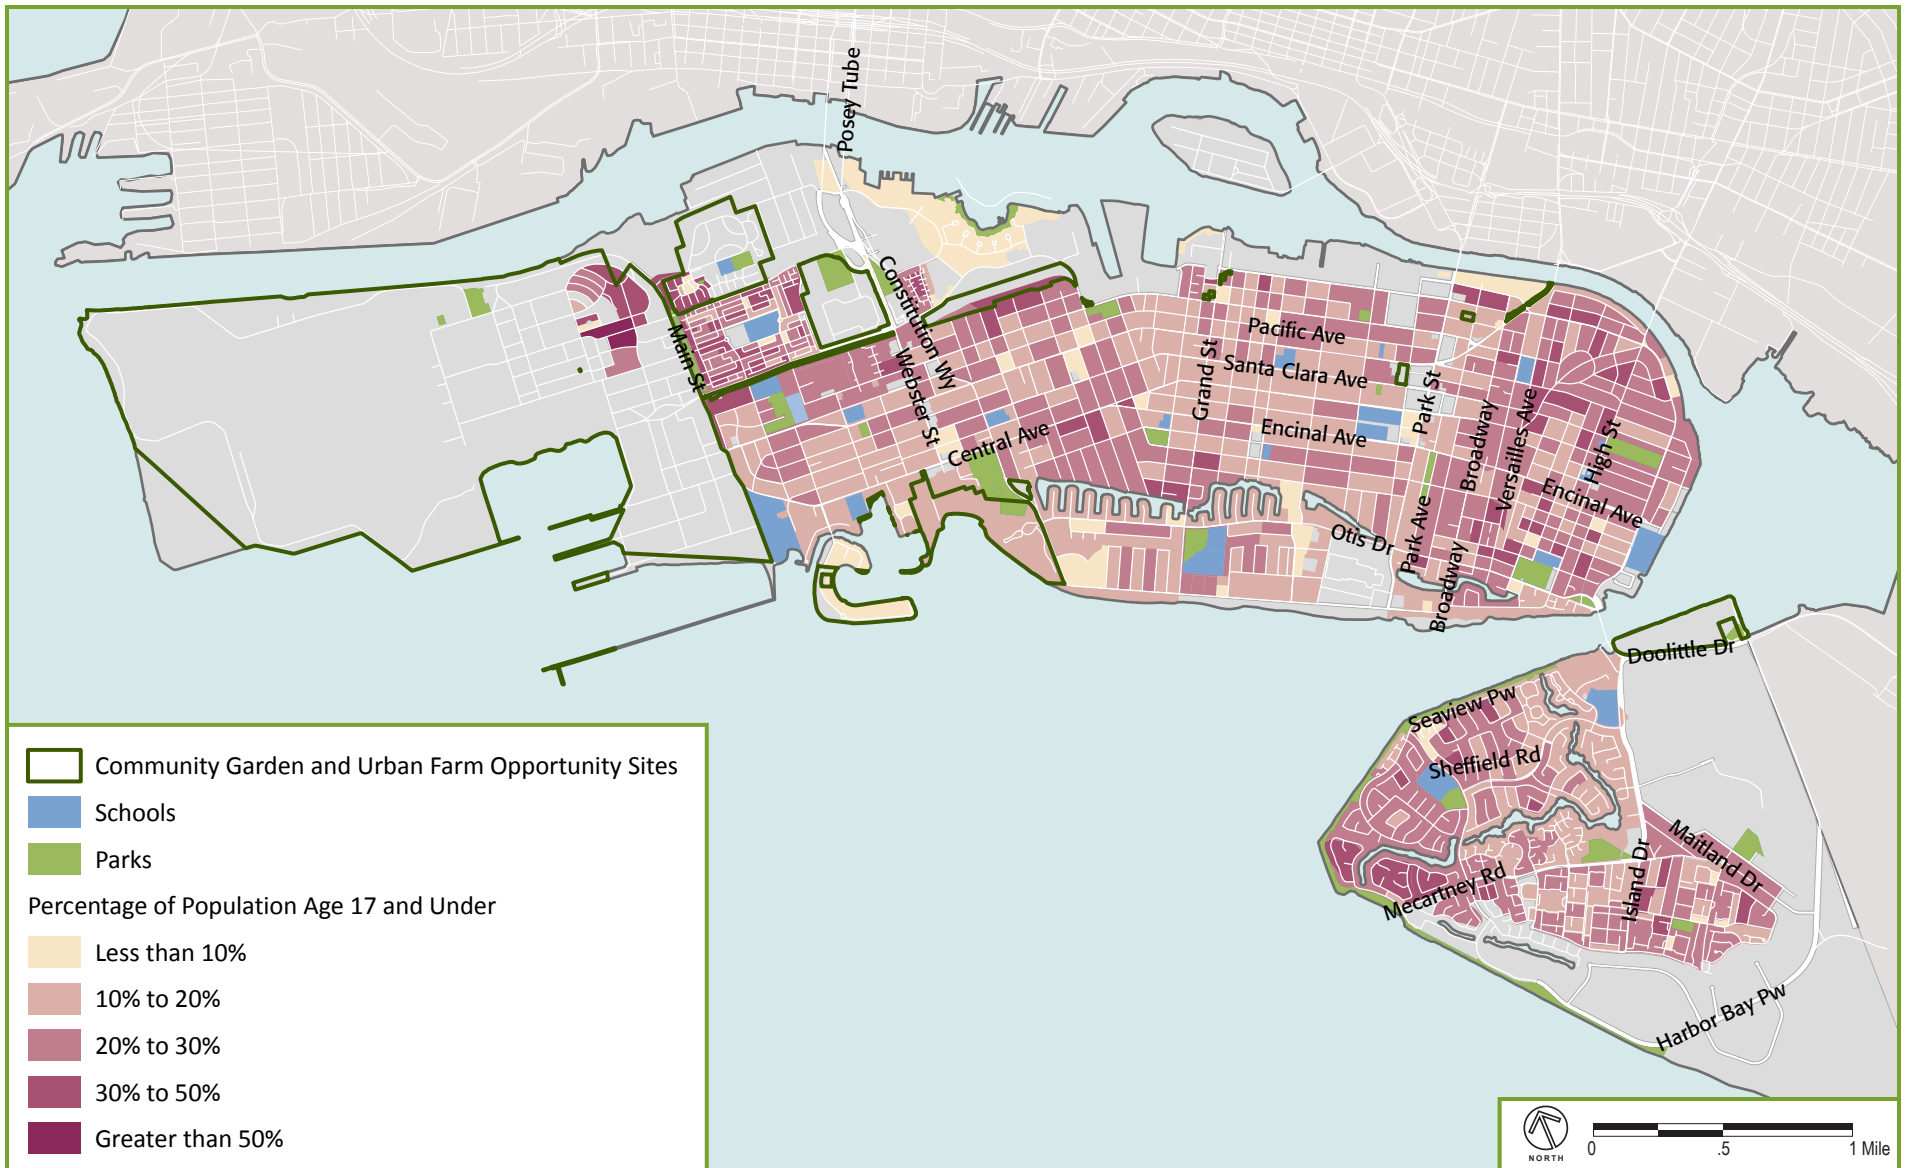 Posey Tube
Constitution Wy
Main St
Webster St
Central Ave
Pacific Ave
Santa Clara Ave
Grand St
Encinal Ave
Park St
Broadway
Versailles Ave
High St
Encinal Ave
Otis Dr
Park Ave
Broadway
Doolittle Dr
Seaview Pw
Sheffield Rd
Mecartney Rd
Island Dr
Maitland Dr
Harbor Bay Pw
Community Garden and Urban Farm Opportunity Sites
Schools
Parks
Percentage of Population Age 17 and Under
Less than 10%
10% to 20%
20% to 30%
30% to 50%
Greater than 50%
NORTH
0 .5 1 Mile